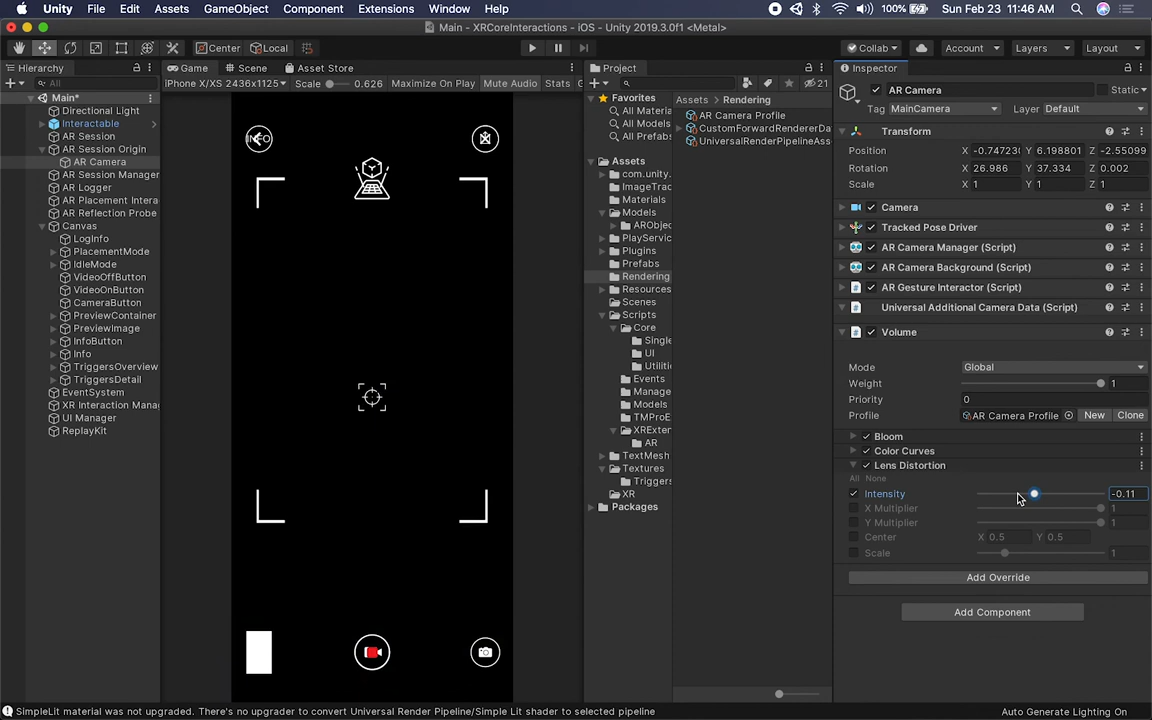 Unity File Edit Assets GameObject Component Extensions Window Help 100% Sun Feb 23 11:46 AM
Main - XRCoreInteractions - iOS - Unity 2019.3.0f1 <Metal>
Center Local Collab Account Layers Layout
Hierarchy Game Scene Asset Store Project Inspector
All iPhone X/XS 2436x1125 Scale 0.626 Maximize On Play Mute Audio Stats 21
Main*
Directional Light
Interactable
AR Session
AR Session Origin
AR Camera
AR Session Manager
AR Logger
AR Placement Intera
AR Reflection Probe
Canvas
LogInfo
PlacementMode
IdleMode
VideoOffButton
VideoOnButton
CameraButton
PreviewContainer
PreviewImage
InfoButton
Info
TriggersOverview
TriggersDetail
EventSystem
XR Interaction Mana
UI Manager
ReplayKit
INFO
Favorites
All Materia
All Models
All Prefabs
Assets
com.unity.
ImageTrac
Materials
Models
ARObjec
PlayServic
Plugins
Prefabs
Rendering
Resources
Scenes
Scripts
Core
Single
UI
Utilitie
Events
Manage
Models
TMProE
XRExten
AR
TextMesh
Textures
Triggers
XR
Packages
Assets Rendering
AR Camera Profile
CustomForwardRendererDa
UniversalRenderPipelineAss
AR Camera Static
Tag MainCamera Layer Default
Transform
Position X -0.74723 Y 6.198801 Z -2.55099
Rotation X 26.986 Y 37.334 Z 0.002
Scale X 1 Y 1 Z 1
Camera
Tracked Pose Driver
AR Camera Manager (Script)
AR Camera Background (Script)
AR Gesture Interactor (Script)
Universal Additional Camera Data (Script)
Volume
Mode Global
Weight 1
Priority 0
Profile AR Camera Profile New Clone
Bloom
Color Curves
Lens Distortion
All None
Intensity -0.11
X Multiplier 1
Y Multiplier 1
Center X 0.5 Y 0.5
Scale 1
Add Override
Add Component
SimpleLit material was not upgraded. There's no upgrader to convert Universal Render Pipeline/Simple Lit shader to selected pipeline Auto Generate Lighting On